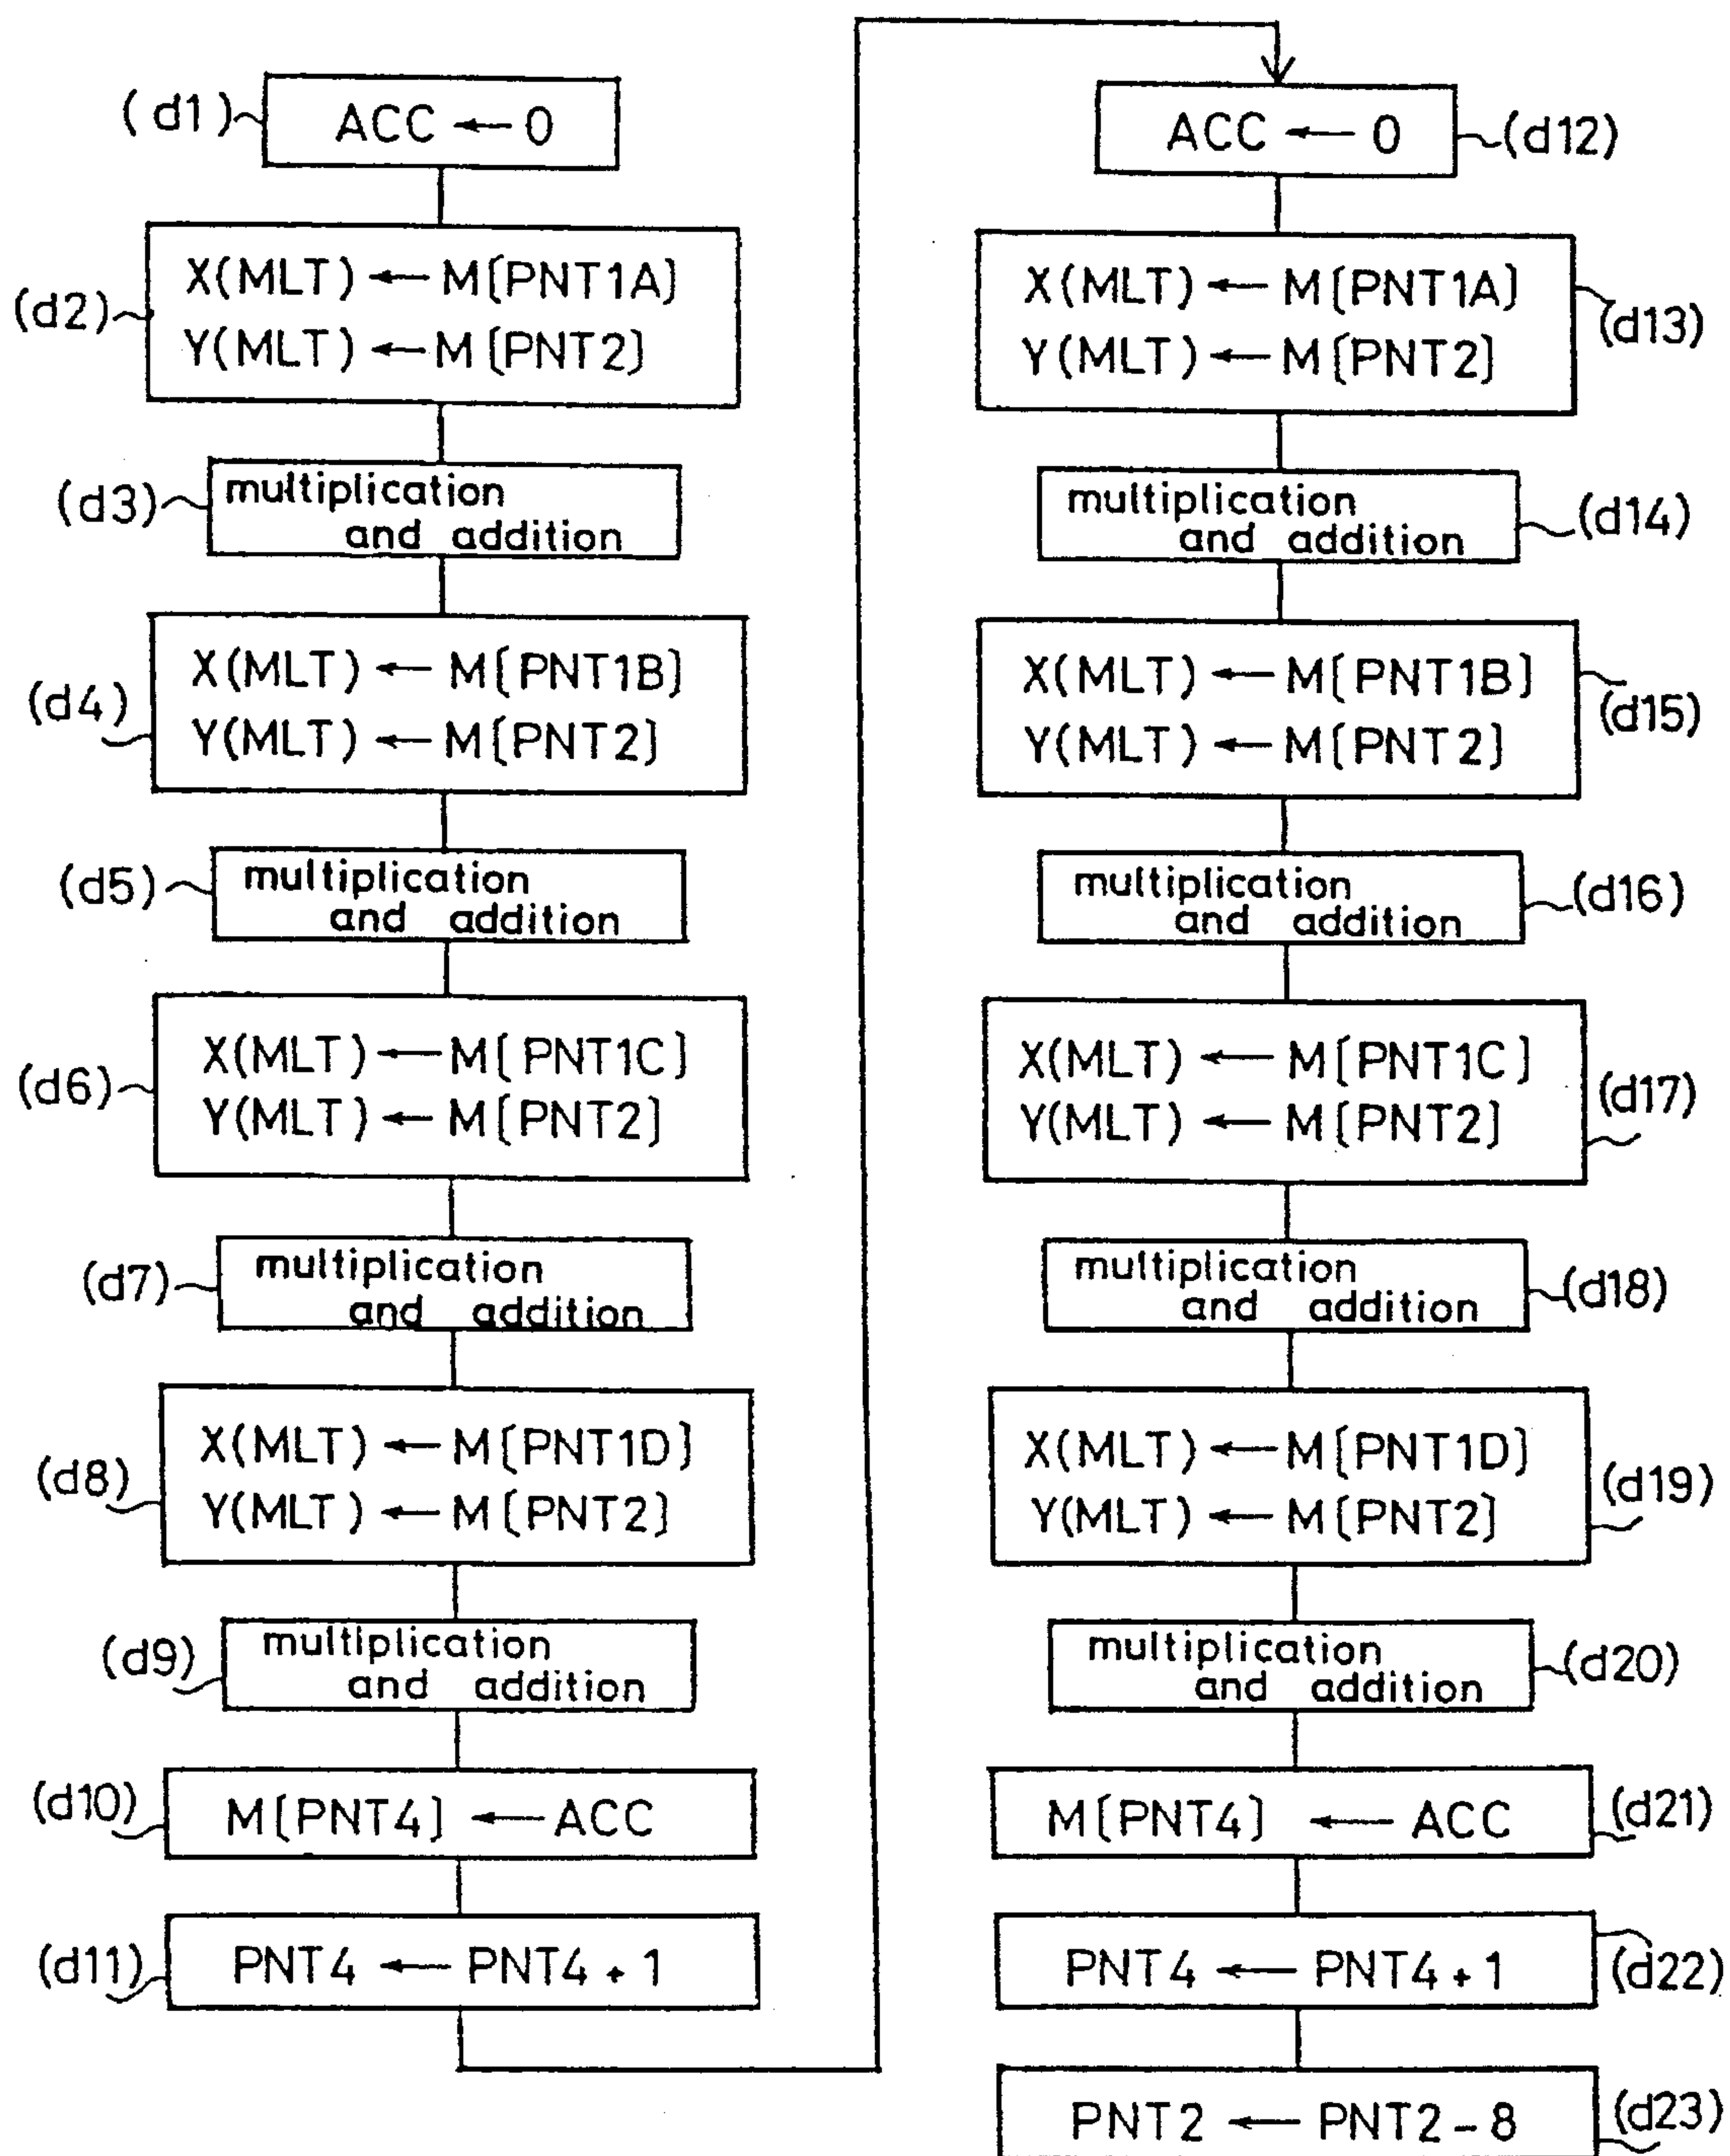 (d1)
ACC ← 0
(d2)
X(MLT) ← M[PNT1A]
Y(MLT) ← M[PNT2]
(d3)
multiplication
and addition
(d4)
X(MLT) ← M[PNT1B]
Y(MLT) ← M[PNT2]
(d5)
multiplication
and addition
(d6)
X(MLT) ← M[PNT1C]
Y(MLT) ← M[PNT2]
(d7)
multiplication
and addition
(d8)
X(MLT) ← M[PNT1D]
Y(MLT) ← M[PNT2]
(d9)
multiplication
and addition
(d10)
M[PNT4] ← ACC
(d11)
PNT4 ← PNT4 + 1
ACC ← 0
(d12)
X(MLT) ← M[PNT1A]
Y(MLT) ← M[PNT2]
(d13)
multiplication
and addition
(d14)
X(MLT) ← M[PNT1B]
Y(MLT) ← M[PNT2]
(d15)
multiplication
and addition
(d16)
X(MLT) ← M[PNT1C]
Y(MLT) ← M[PNT2]
(d17)
multiplication
and addition
(d18)
X(MLT) ← M[PNT1D]
Y(MLT) ← M[PNT2]
(d19)
multiplication
and addition
(d20)
M[PNT4] ← ACC
(d21)
PNT4 ← PNT4 + 1
(d22)
PNT2 ← PNT2 - 8
(d23)